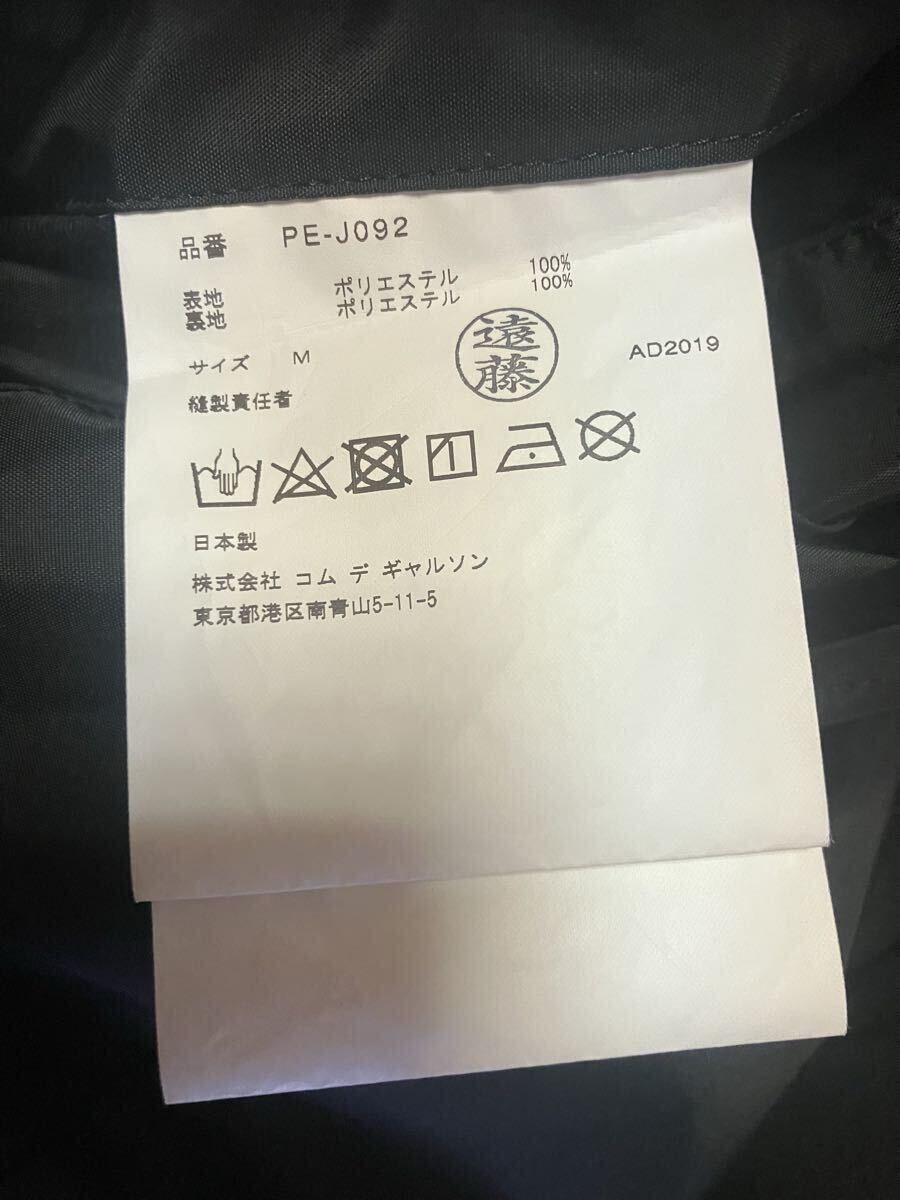 品番 PE-J092
表地 ポリエステル 100%
裏地 ポリエステル 100%
サイズ M
遠藤
AD2019
縫製責任者
日本製
株式会社 コム デ ギャルソン
東京都港区南青山5-11-5